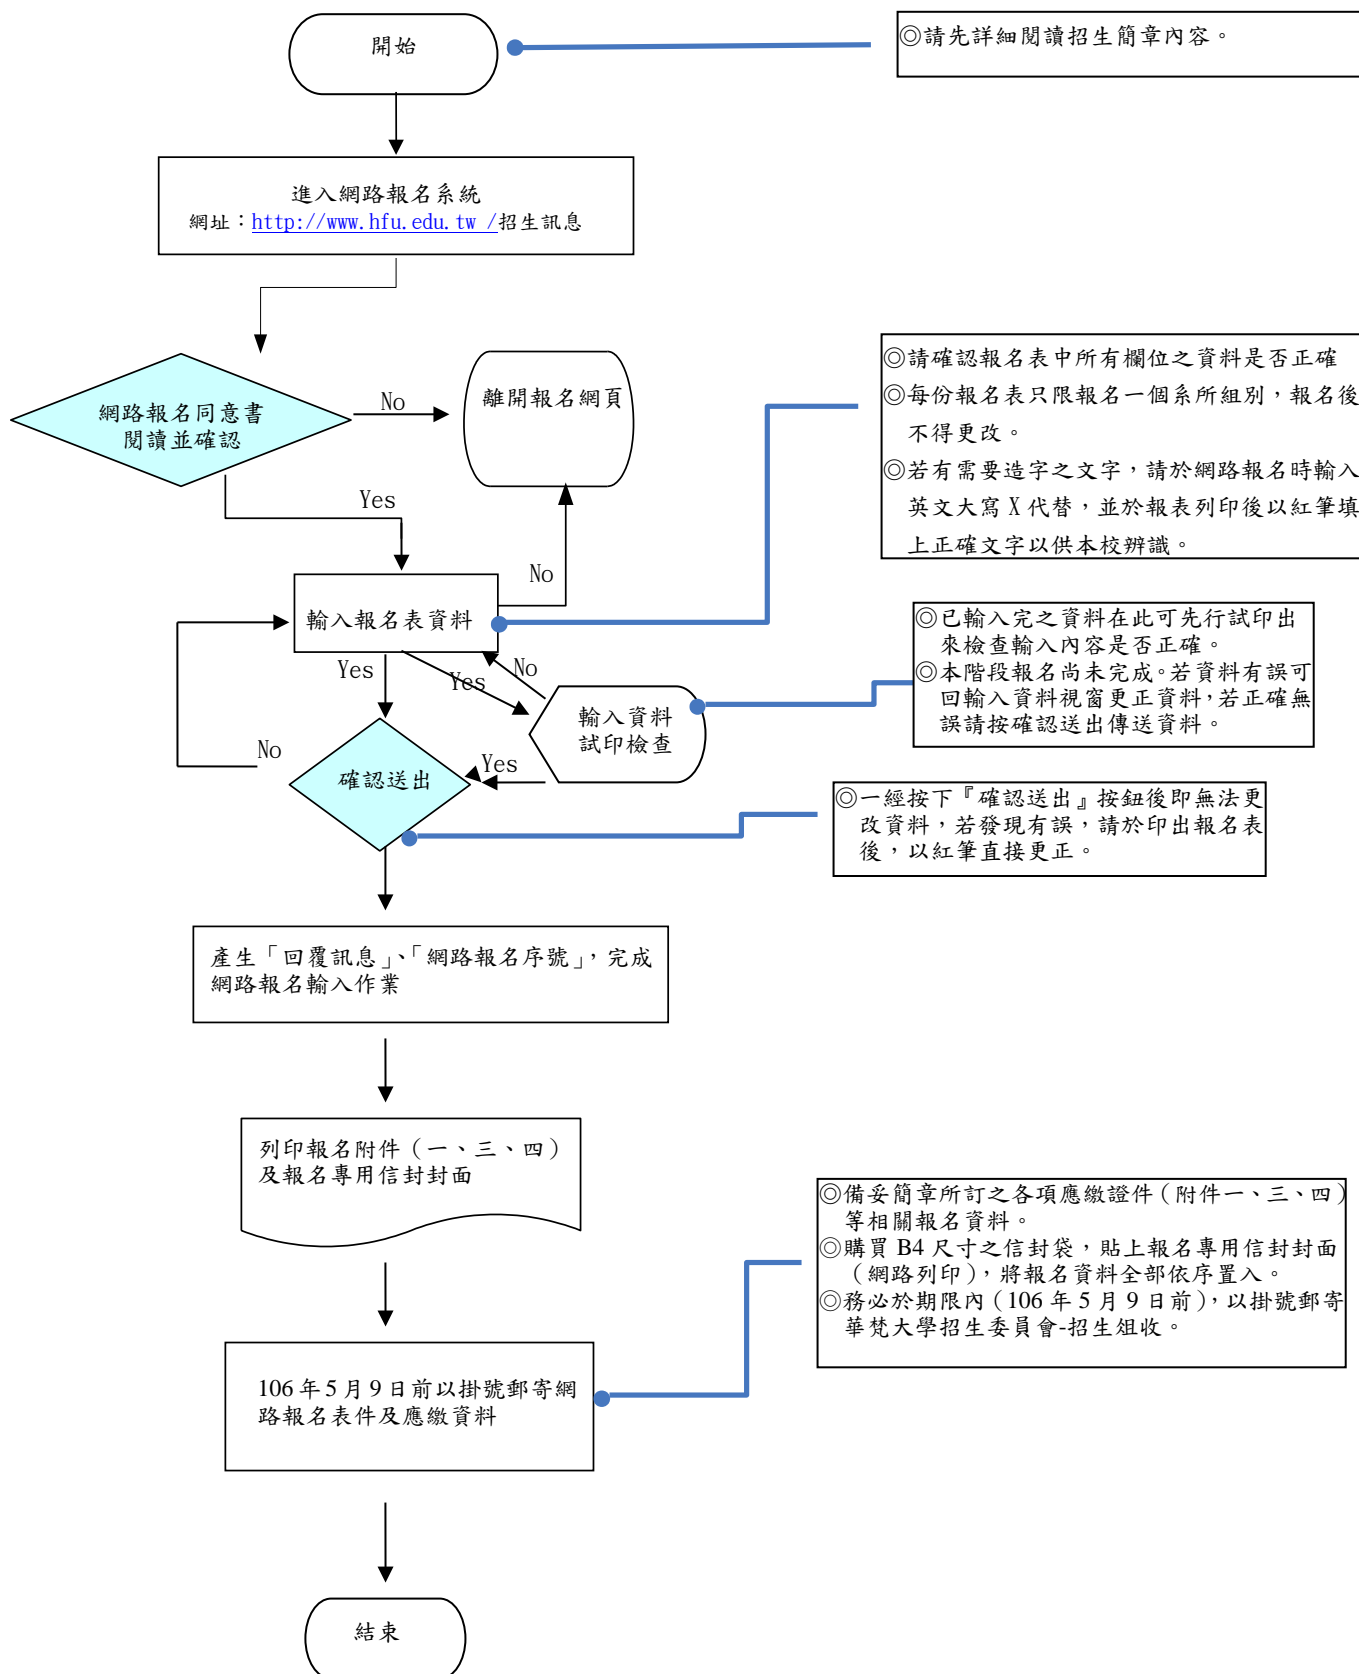 開始
◎請先詳細閱讀招生簡章內容。
進入網路報名系統
網址：http://www.hfu.edu.tw /招生訊息
網路報名同意書
閱讀並確認
No
離開報名網頁
◎請確認報名表中所有欄位之資料是否正確
◎每份報名表只限報名一個系所組別，報名後
不得更改。
◎若有需要造字之文字，請於網路報名時輸入
英文大寫 X 代替，並於報表列印後以紅筆填
上正確文字以供本校辨識。
Yes
No
輸入報名表資料
◎已輸入完之資料在此可先行試印出
來檢查輸入內容是否正確。
◎本階段報名尚未完成。若資料有誤可
回輸入資料視窗更正資料，若正確無
誤請按確認送出傳送資料。
Yes
Yes
No
輸入資料
試印檢查
No
確認送出
Yes
◎一經按下『確認送出』按鈕後即無法更
改資料，若發現有誤，請於印出報名表
後，以紅筆直接更正。
產生「回覆訊息」、「網路報名序號」，完成
網路報名輸入作業
列印報名附件（一、三、四）
及報名專用信封封面
◎備妥簡章所訂之各項應繳證件（附件一、三、四）
等相關報名資料。
◎購買 B4 尺寸之信封袋，貼上報名專用信封封面
（網路列印），將報名資料全部依序置入。
◎務必於期限內（106 年 5 月 9 日前），以掛號郵寄
華梵大學招生委員會-招生俎收。
106 年 5 月 9 日前以掛號郵寄網
路報名表件及應繳資料
結束